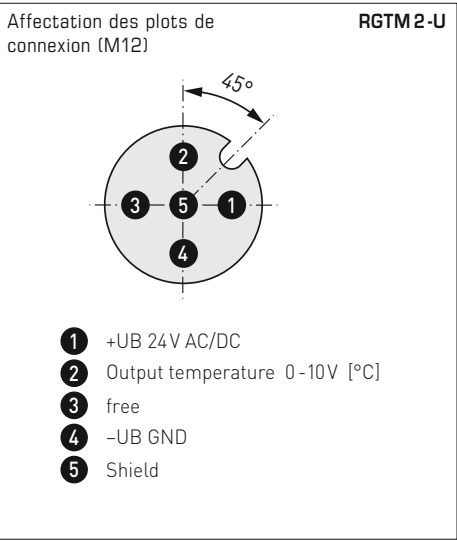 Affectation des plots de
connexion (M12)
RGTM 2-U
45°
2
3 5 1
4
1 +UB 24V AC/DC
2 Output temperature 0-10V [°C]
3 free
4 –UB GND
5 Shield